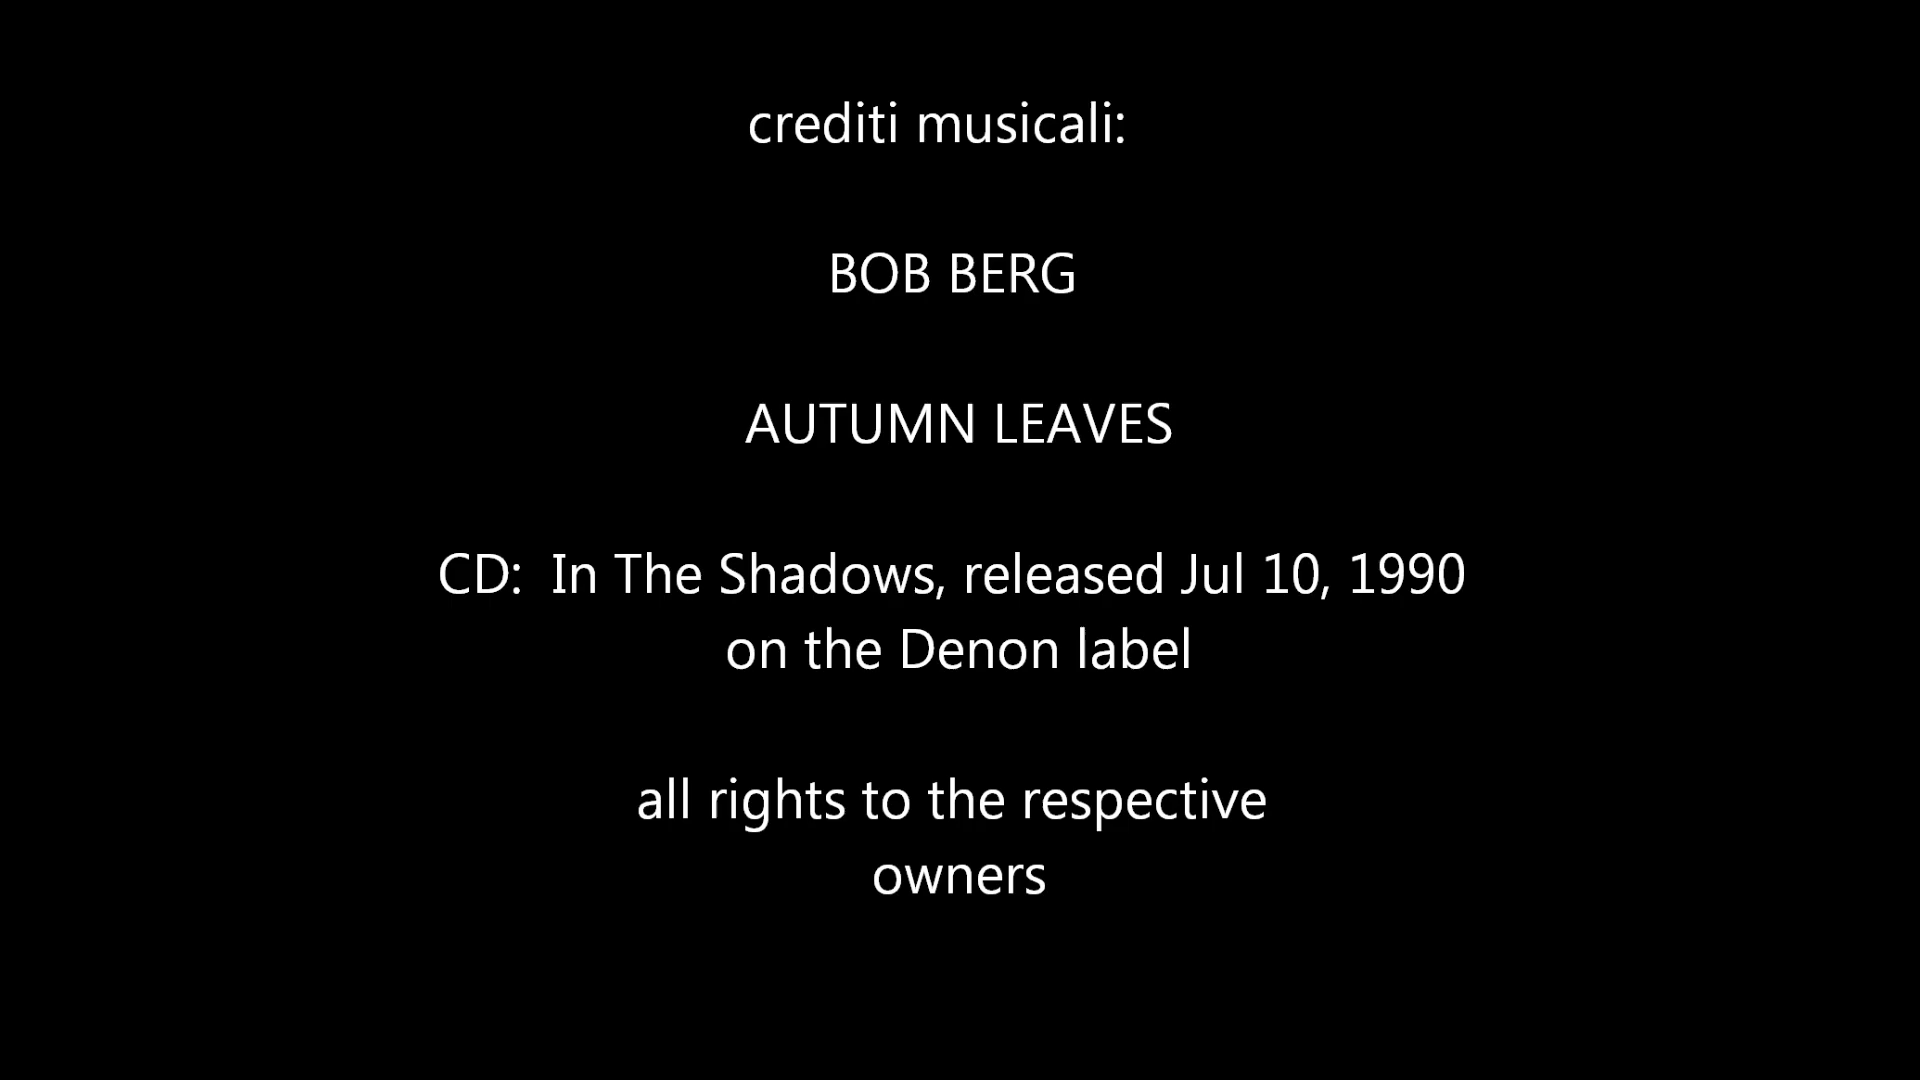 crediti musicali:
BOB BERG
AUTUMN LEAVES
CD:  In The Shadows, released Jul 10, 1990
on the Denon label
all rights to the respective
owners